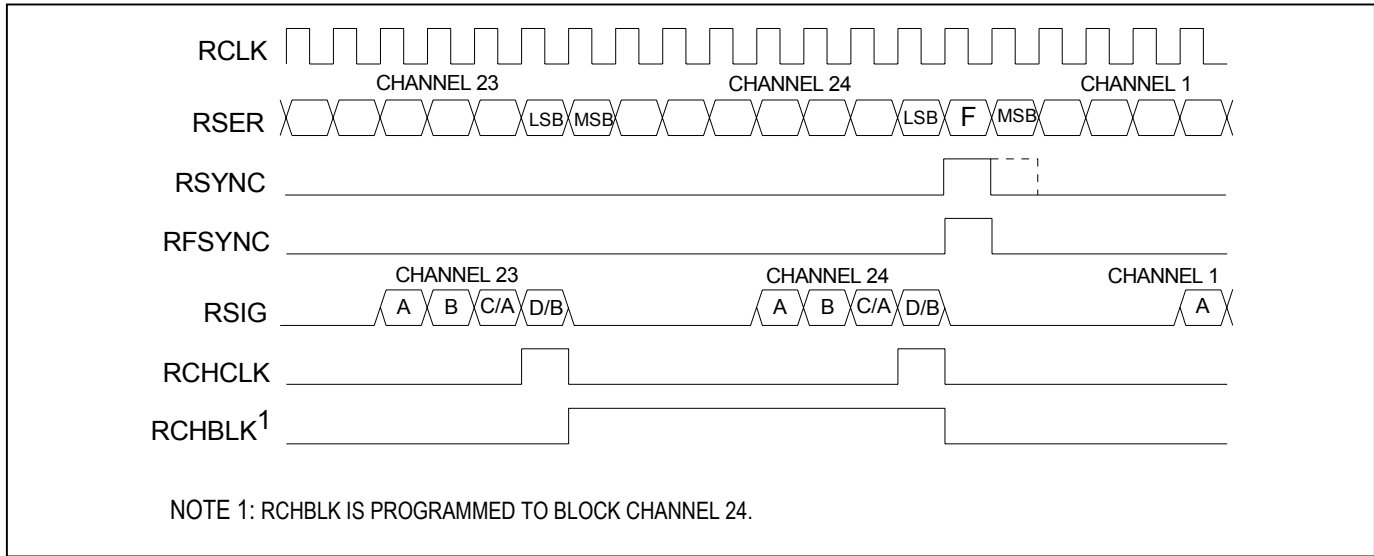 RCLK
CHANNEL 23 CHANNEL 24 CHANNEL 1
RSER LSB MSB LSB F MSB
RSYNC
RFSYNC
CHANNEL 23 CHANNEL 24 CHANNEL 1
RSIG A B C/A D/B A B C/A D/B A
RCHCLK
RCHBLK1
NOTE 1: RCHBLK IS PROGRAMMED TO BLOCK CHANNEL 24.